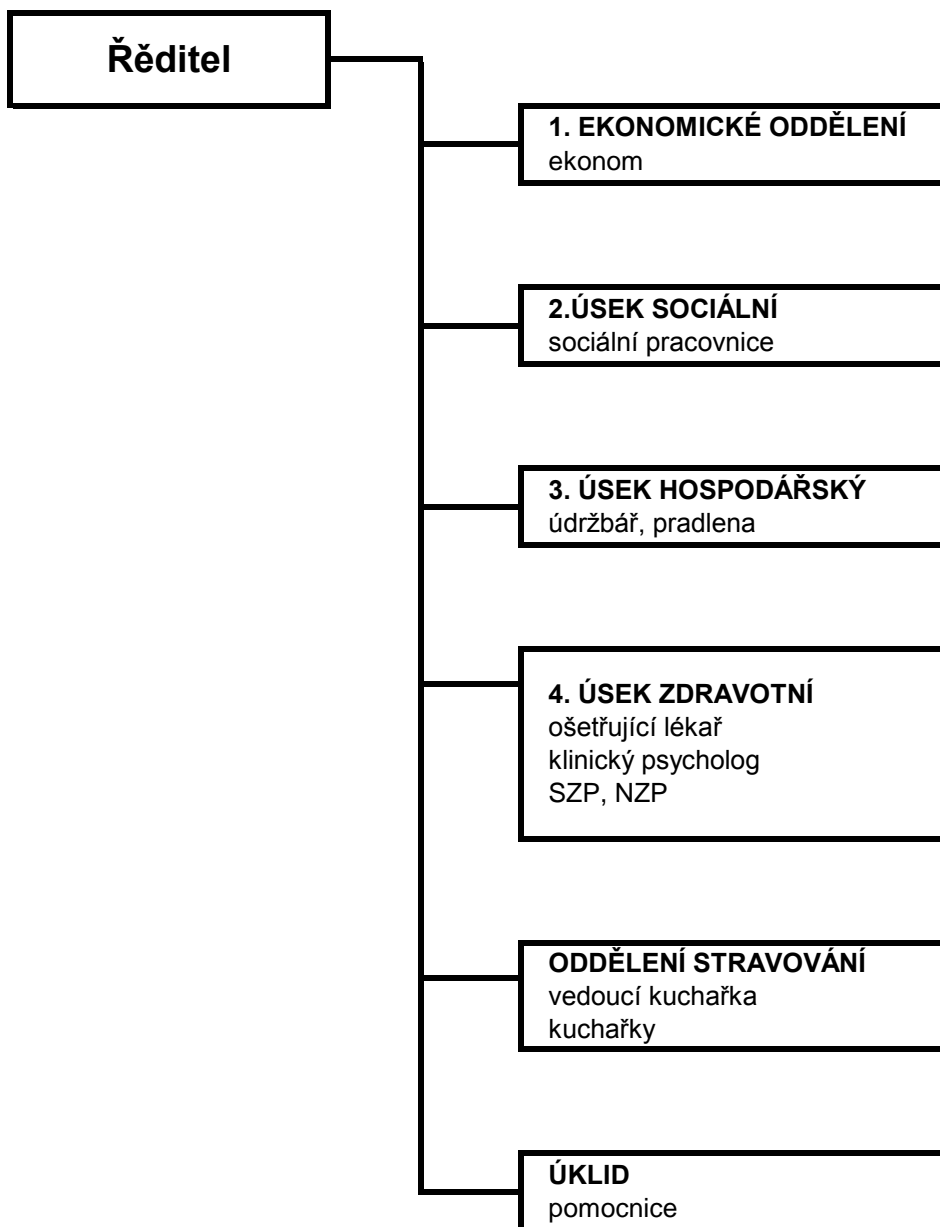 Řěditel
1. EKONOMICKÉ ODDĚLENÍ
ekonom
2.ÚSEK SOCIÁLNÍ
sociální pracovnice
3. ÚSEK HOSPODÁŘSKÝ
údržbář, pradlena
4. ÚSEK ZDRAVOTNÍ
ošetřující lékař
klinický psycholog
SZP, NZP
ODDĚLENÍ STRAVOVÁNÍ
vedoucí kuchařka
kuchařky
ÚKLID
pomocnice